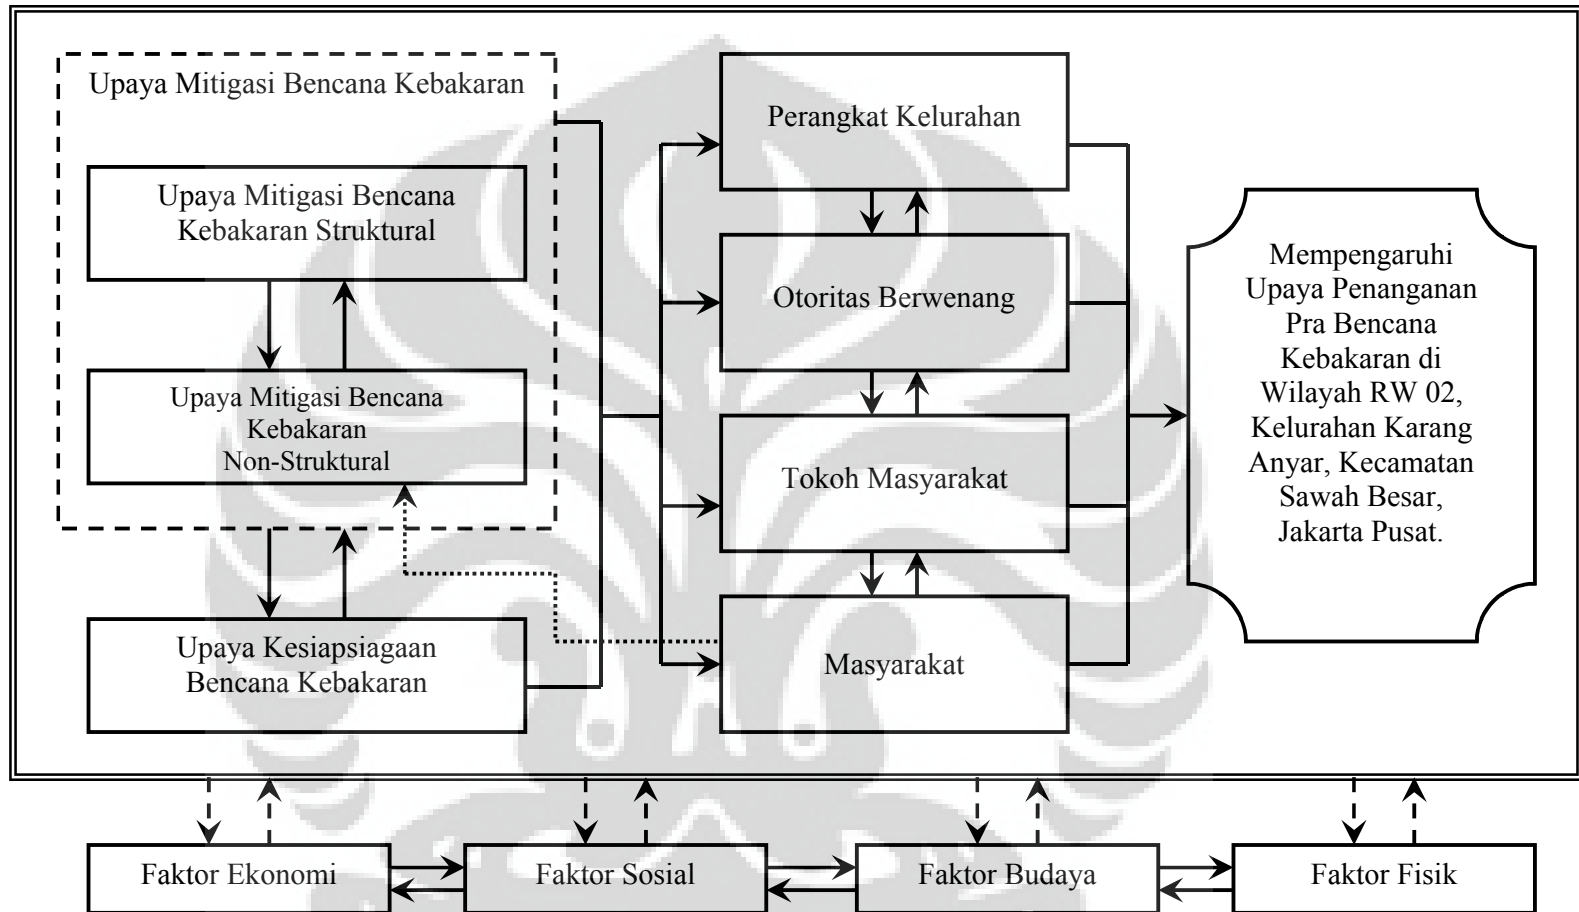 Upaya Mitigasi Bencana Kebakaran
Upaya Mitigasi Bencana
Kebakaran Struktural
Upaya Mitigasi Bencana
Kebakaran
Non-Struktural
Upaya Kesiapsiagaan
Bencana Kebakaran
Perangkat Kelurahan
Otoritas Berwenang
Tokoh Masyarakat
Masyarakat
Mempengaruhi
Upaya Penanganan
Pra Bencana
Kebakaran di
Wilayah RW 02,
Kelurahan Karang
Anyar, Kecamatan
Sawah Besar,
Jakarta Pusat.
Faktor Ekonomi
Faktor Sosial
Faktor Budaya
Faktor Fisik